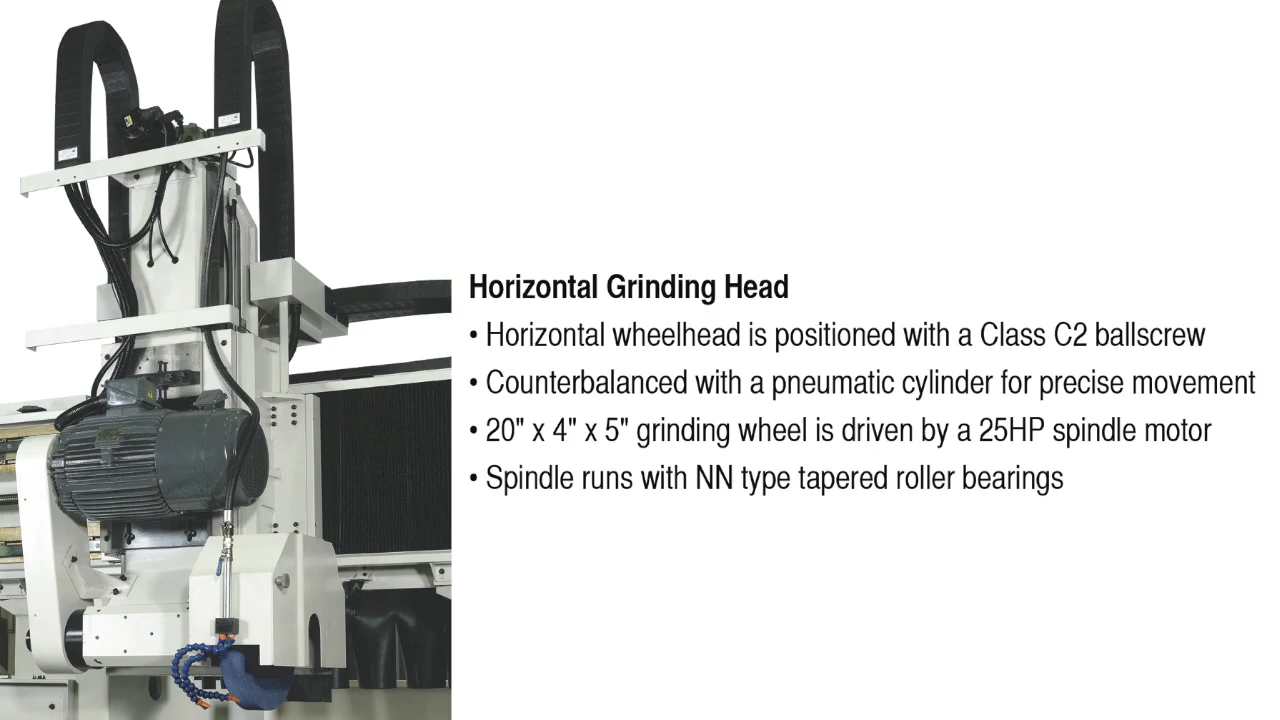 Horizontal Grinding Head
• Horizontal wheelhead is positioned with a Class C2 ballscrew
• Counterbalanced with a pneumatic cylinder for precise movement
• 20" x 4" x 5" grinding wheel is driven by a 25HP spindle motor
• Spindle runs with NN type tapered roller bearings